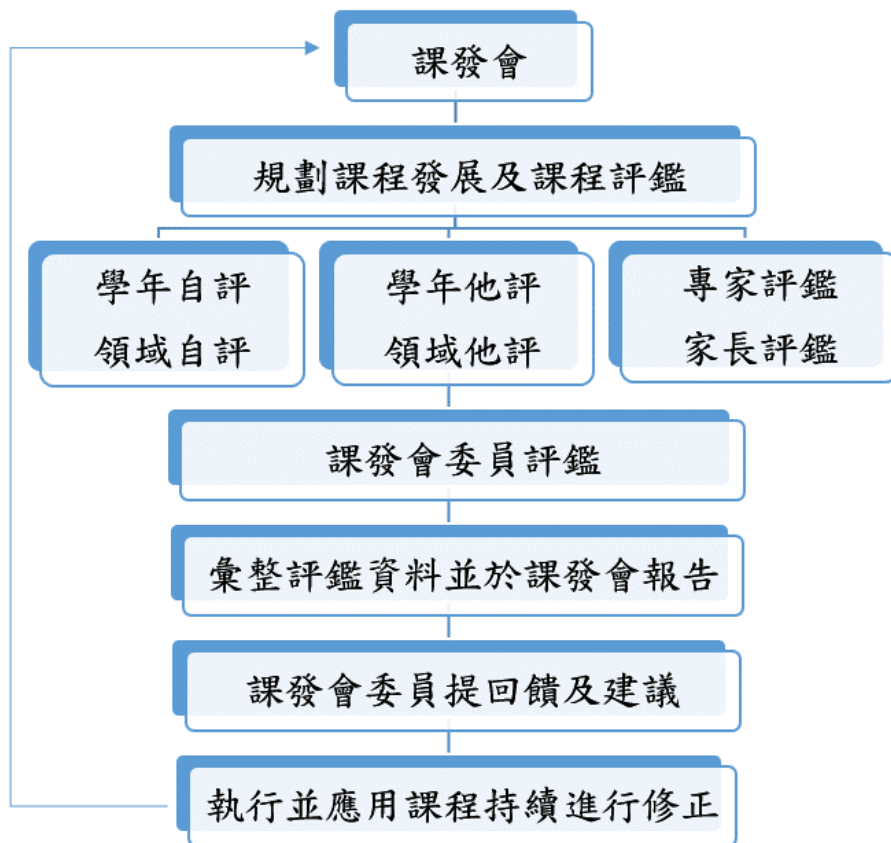 課發會
規劃課程發展及課程評鑑
學年自評
領域自評
學年他評
領域他評
專家評鑑
家長評鑑
課發會委員評鑑
彙整評鑑資料並於課發會報告
課發會委員提回饋及建議
執行並應用課程持續進行修正